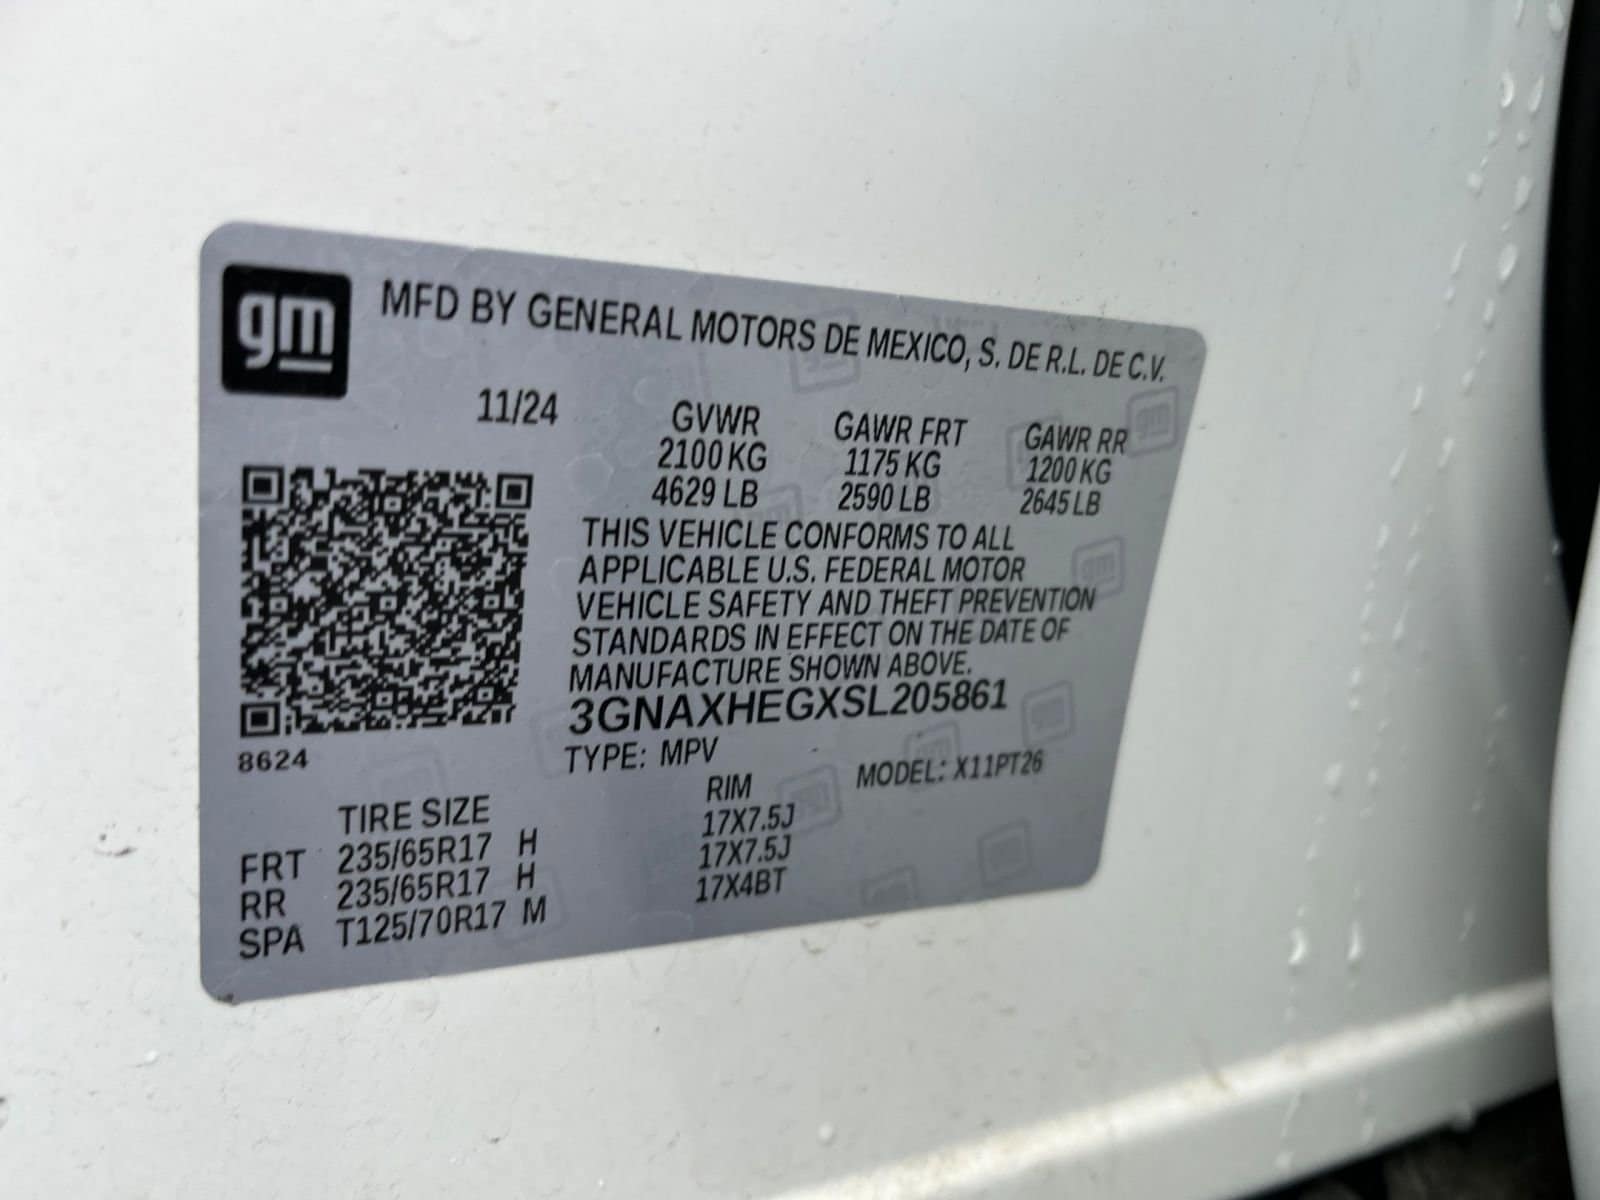 gm
MFD BY GENERAL MOTORS DE MEXICO, S. DE R.L. DE C.V.
11/24
GVWR GAWR FRT GAWR RR
2100 KG 1175 KG 1200 KG
4629 LB 2590 LB 2645 LB
THIS VEHICLE CONFORMS TO ALL
APPLICABLE U.S. FEDERAL MOTOR
VEHICLE SAFETY AND THEFT PREVENTION
STANDARDS IN EFFECT ON THE DATE OF
MANUFACTURE SHOWN ABOVE.
3GNAXHEGXSL205861
8624
TYPE: MPV MODEL: X11PT26
TIRE SIZE RIM
FRT 235/65R17 H 17X7.5J
RR 235/65R17 H 17X7.5J
SPA T125/70R17 M 17X4BT